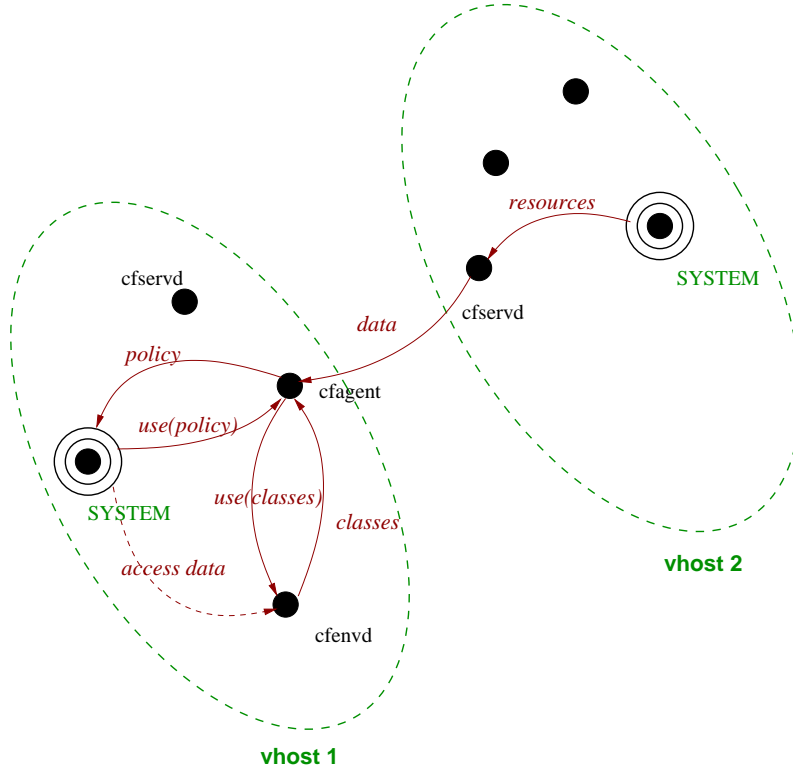 resources
SYSTEM
cfservd
cfservd
data
policy
cfagent
use(policy)
use(classes)
SYSTEM
classes
vhost 2
access data
cfenvd
vhost 1